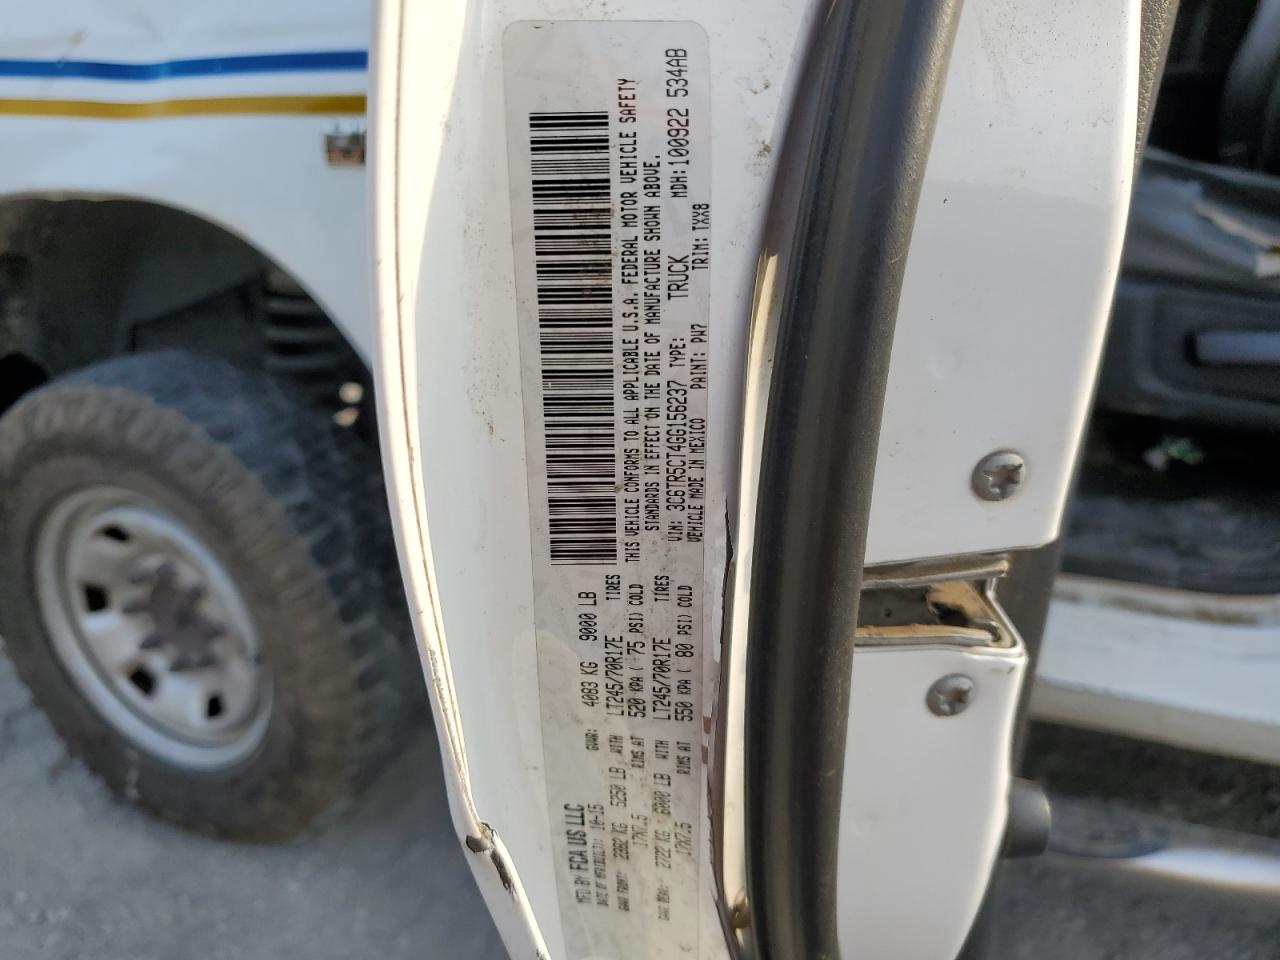 MFD BY FCA US LLC
DATE OF MFR(BUILT): 10-15 GVWR: 4083 KG 9000 LB
GAWR FRONT: 2382 KG 5250 LB WITH LT245/70R17E TIRES
17X7.5 RIMS AT 520 KPA ( 75 PSI) COLD
GAWR REAR: 2722 KG 6000 LB WITH LT245/70R17E TIRES
17X7.5 RIMS AT 550 KPA ( 80 PSI) COLD
THIS VEHICLE CONFORMS TO ALL APPLICABLE U.S.A. FEDERAL MOTOR VEHICLE SAFETY
STANDARDS IN EFFECT ON THE DATE OF MANUFACTURE SHOWN ABOVE.
VIN: 3C6TR5CT4GG156237 TYPE: TRUCK MDH: 100922 534AB
VEHICLE MADE IN MEXICO PAINT: PW7 TRIM: TXX8